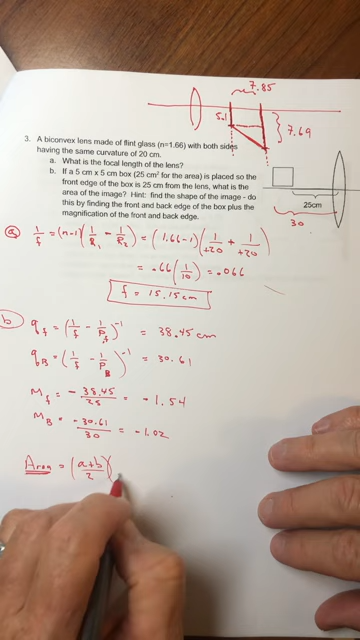 7.85
5.1
7.69
3. A biconvex lens made of flint glass (n=1.66) with both sides
having the same curvature of 20 cm.
a. What is the focal length of the lens?
b. If a 5 cm x 5 cm box (25 cm² for the area) is placed so the
front edge of the box is 25 cm from the lens, what is the
area of the image? Hint: find the shape of the image - do
this by finding the front and back edge of the box plus the
magnification of the front and back edge.
25cm
30
(a) 1/f = (n-1)(1/R₁ - 1/R₂) = (1.66-1)(1/+20 + 1/+20)
= .66(1/10) = .066
f = 15.15cm
(b) q_f = (1/f - 1/P_f)⁻¹ = 38.45cm
q_B = (1/f - 1/P_B)⁻¹ = 30.61
M_f = -38.45/25 = -1.54
M_B = -30.61/30 = -1.02
Area = (a+b/2)(